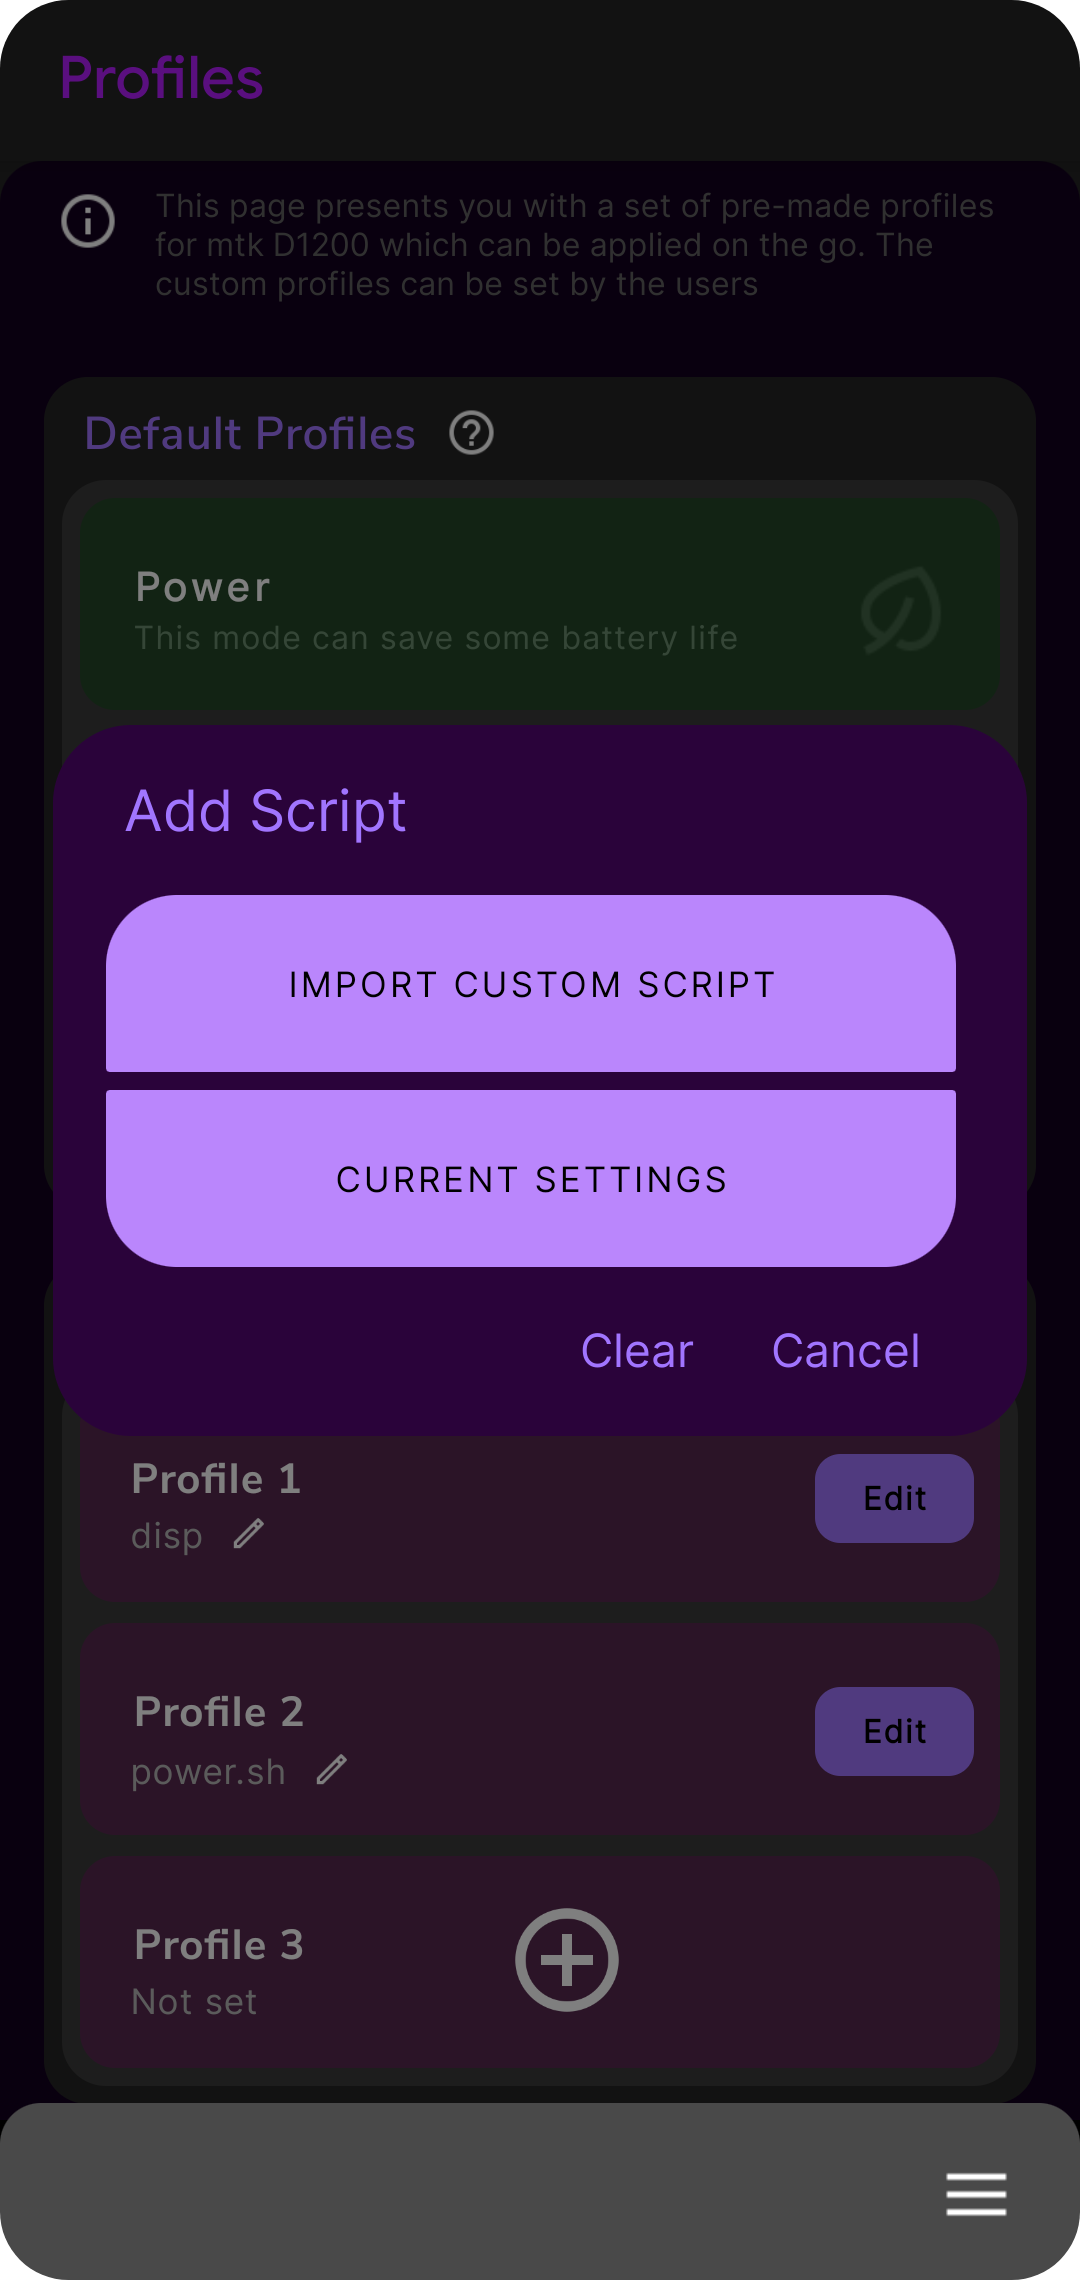 Profiles
This page presents you with a set of pre-made profiles
for mtk D1200 which can be applied on the go. The
custom profiles can be set by the users
Default Profiles
Power
This mode can save some battery life
Add Script
IMPORT CUSTOM SCRIPT
CURRENT SETTINGS
Clear Cancel
Profile 1
disp
Edit
Profile 2
power.sh
Edit
Profile 3
Not set